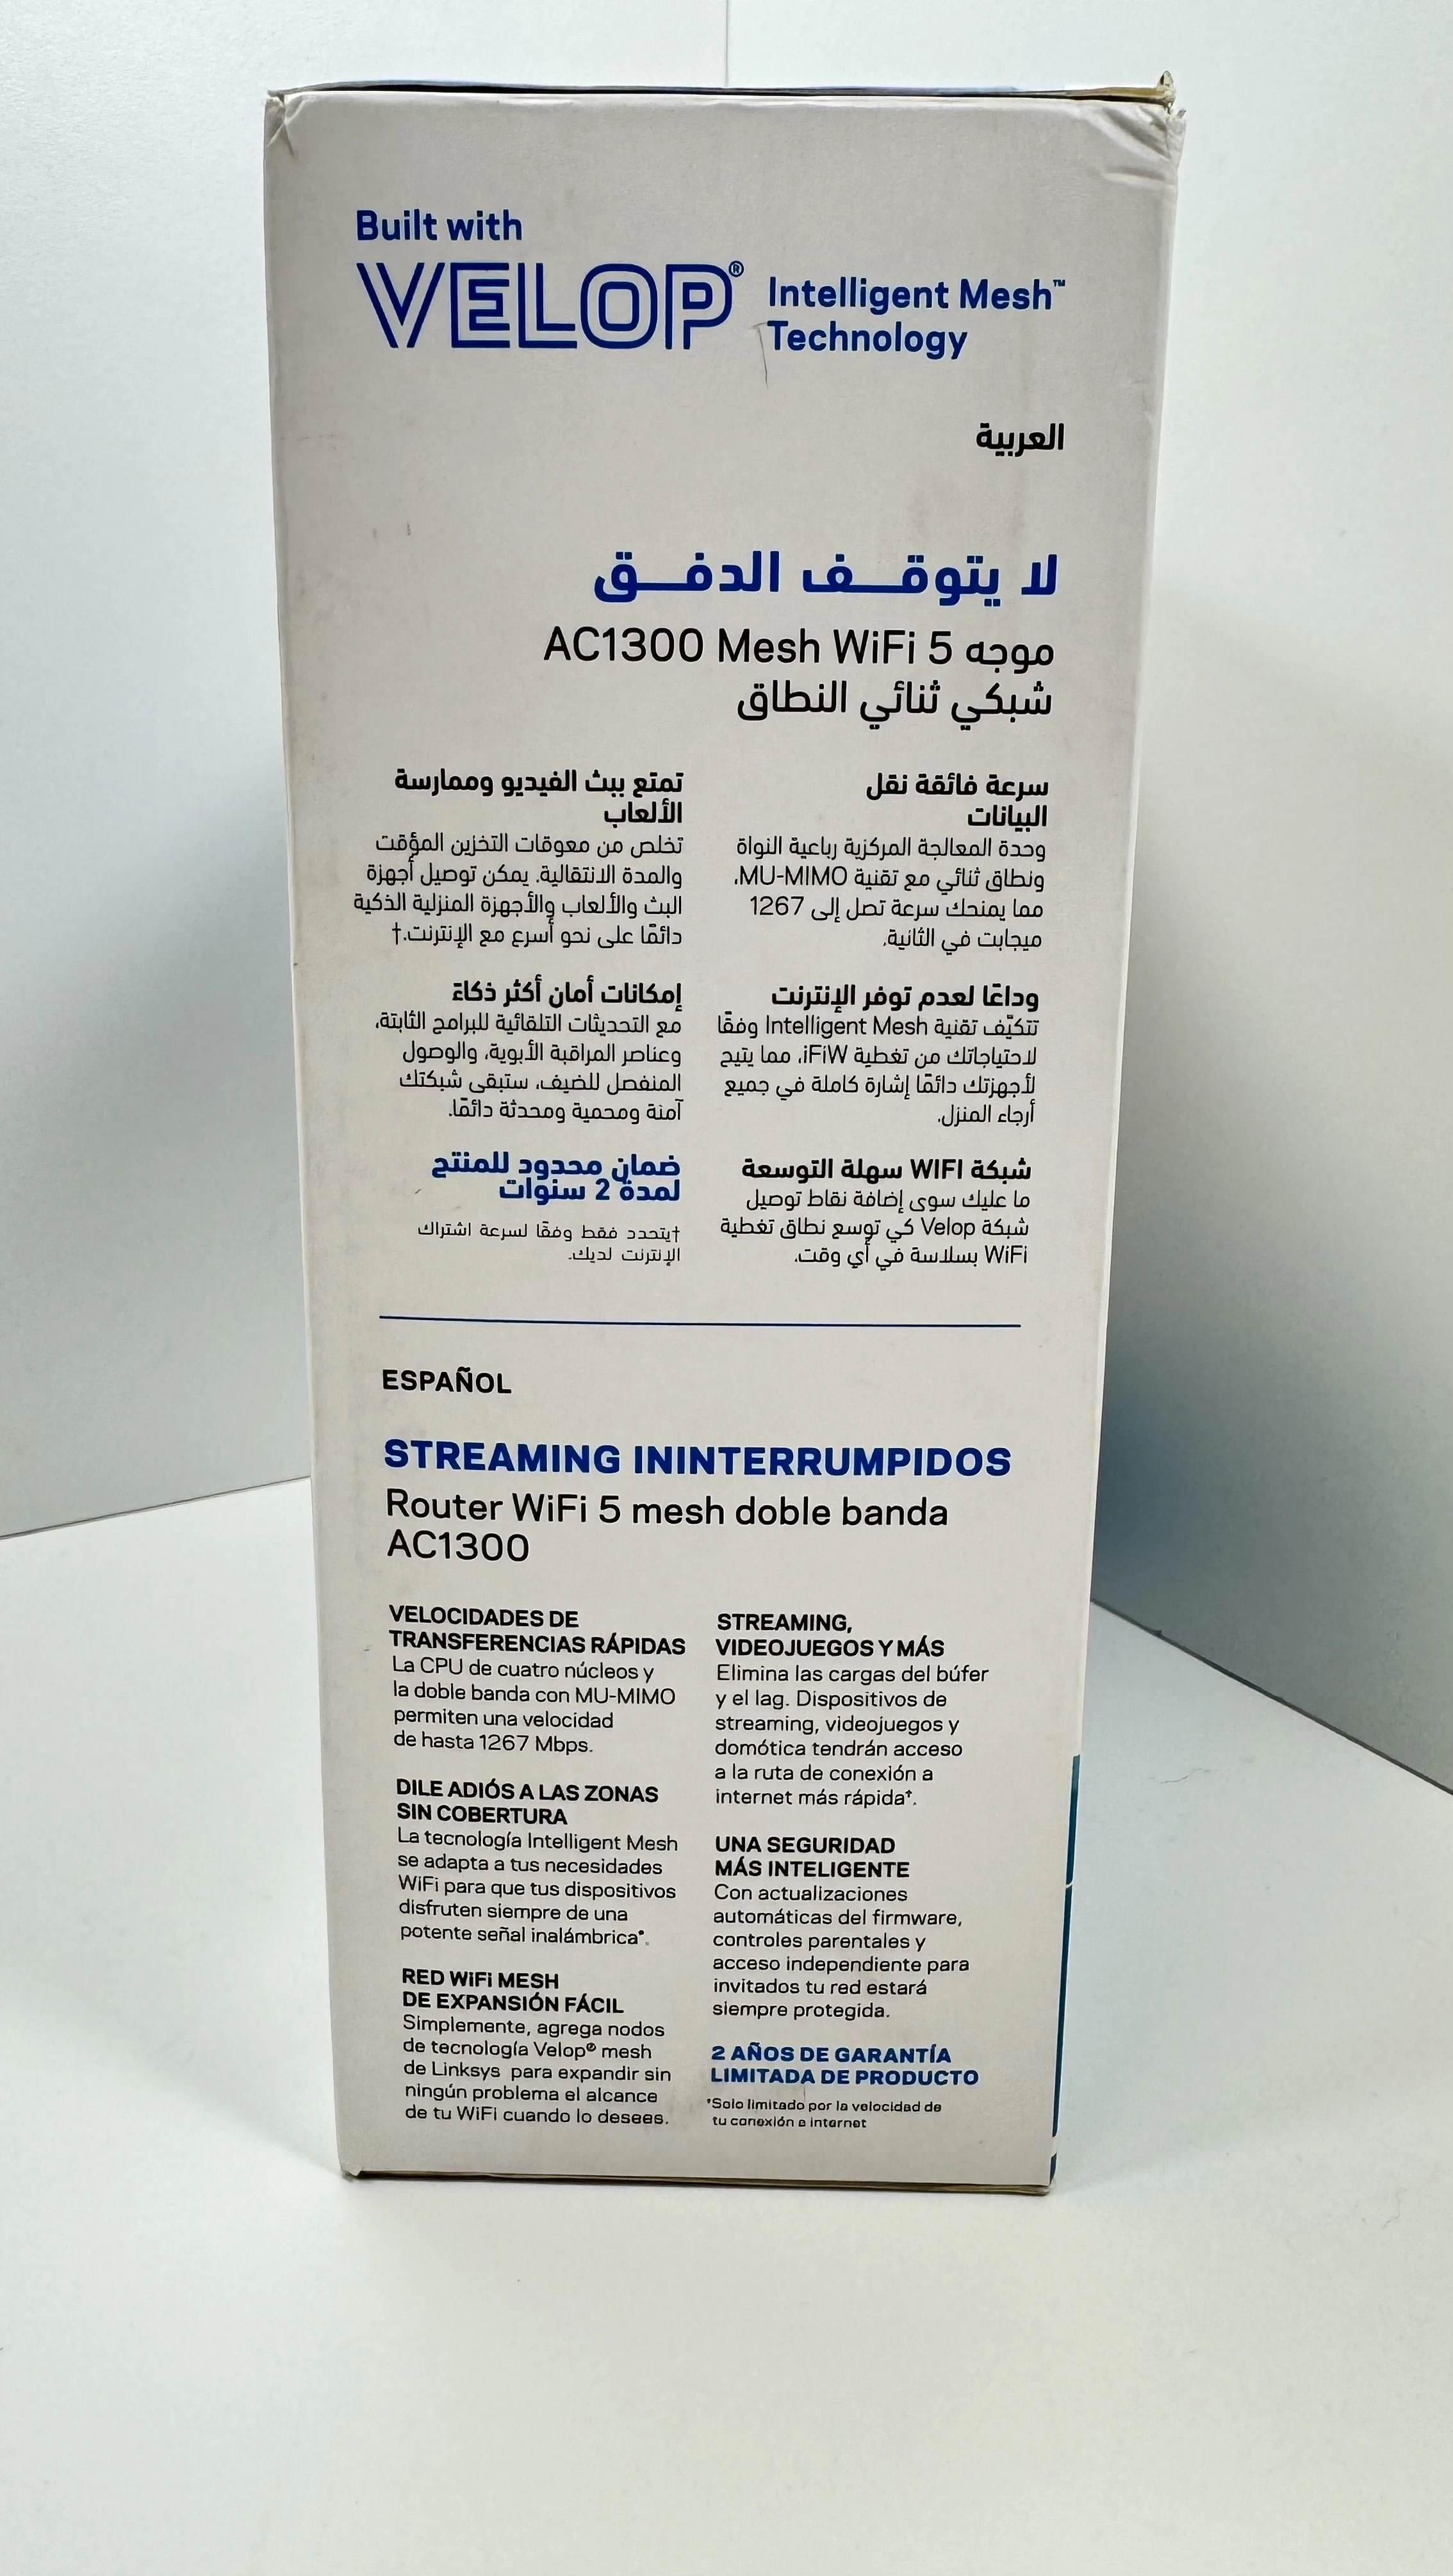 Built with
VELOP® Intelligent Mesh™
Technology
العربية
لا يتوقــف الدفــق
موجه AC1300 Mesh WiFi 5
شبكي ثنائي النطاق
سرعة فائقة نقل
البيانات
وحدة المعالجة المركزية رباعية النواة
ونطاق ثنائي مع تقنية MU-MIMO،
مما يمنحك سرعة تصل إلى 1267
ميجابت في الثانية.
وداعًا لعدم توفر الإنترنت
تتكيّف تقنية Intelligent Mesh وفقًا
لاحتياجاتك من تغطية iFiW، مما يتيح
لأجهزتك دائمًا إشارة كاملة في جميع
أرجاء المنزل.
شبكة WIFI سهلة التوسعة
ما عليك سوى إضافة نقاط توصيل
شبكة Velop كي توسع نطاق تغطية
WiFi بسلاسة في أي وقت.
تمتع ببث الفيديو وممارسة
الألعاب
تخلص من معوقات التخزين المؤقت
والمدة الانتقالية. يمكن توصيل أجهزة
البث والألعاب والأجهزة المنزلية الذكية
دائمًا على نحو أسرع مع الإنترنت.†
إمكانات أمان أكثر ذكاءً
مع التحديثات التلقائية للبرامج الثابتة،
وعناصر المراقبة الأبوية، والوصول
المنفصل للضيف، ستبقى شبكتك
آمنة ومحمية ومحدثة دائمًا.
ضمان محدود للمنتج
لمدة 2 سنوات
†يتحدد فقط وفقًا لسرعة اشتراك
الإنترنت لديك.
ESPAÑOL
STREAMING ININTERRUMPIDOS
Router WiFi 5 mesh doble banda
AC1300
VELOCIDADES DE
TRANSFERENCIAS RÁPIDAS
La CPU de cuatro núcleos y
la doble banda con MU-MIMO
permiten una velocidad
de hasta 1267 Mbps.
DILE ADIÓS A LAS ZONAS
SIN COBERTURA
La tecnología Intelligent Mesh
se adapta a tus necesidades
WiFi para que tus dispositivos
disfruten siempre de una
potente señal inalámbrica*.
RED WiFi MESH
DE EXPANSIÓN FÁCIL
Simplemente, agrega nodos
de tecnología Velop® mesh
de Linksys para expandir sin
ningún problema el alcance
de tu WiFi cuando lo desees.
STREAMING,
VIDEOJUEGOS Y MÁS
Elimina las cargas del búfer
y el lag. Dispositivos de
streaming, videojuegos y
domótica tendrán acceso
a la ruta de conexión a
internet más rápida†.
UNA SEGURIDAD
MÁS INTELIGENTE
Con actualizaciones
automáticas del firmware,
controles parentales y
acceso independiente para
invitados tu red estará
siempre protegida.
2 AÑOS DE GARANTÍA
LIMITADA DE PRODUCTO
*Solo limitado por la velocidad de
tu conexión a internet